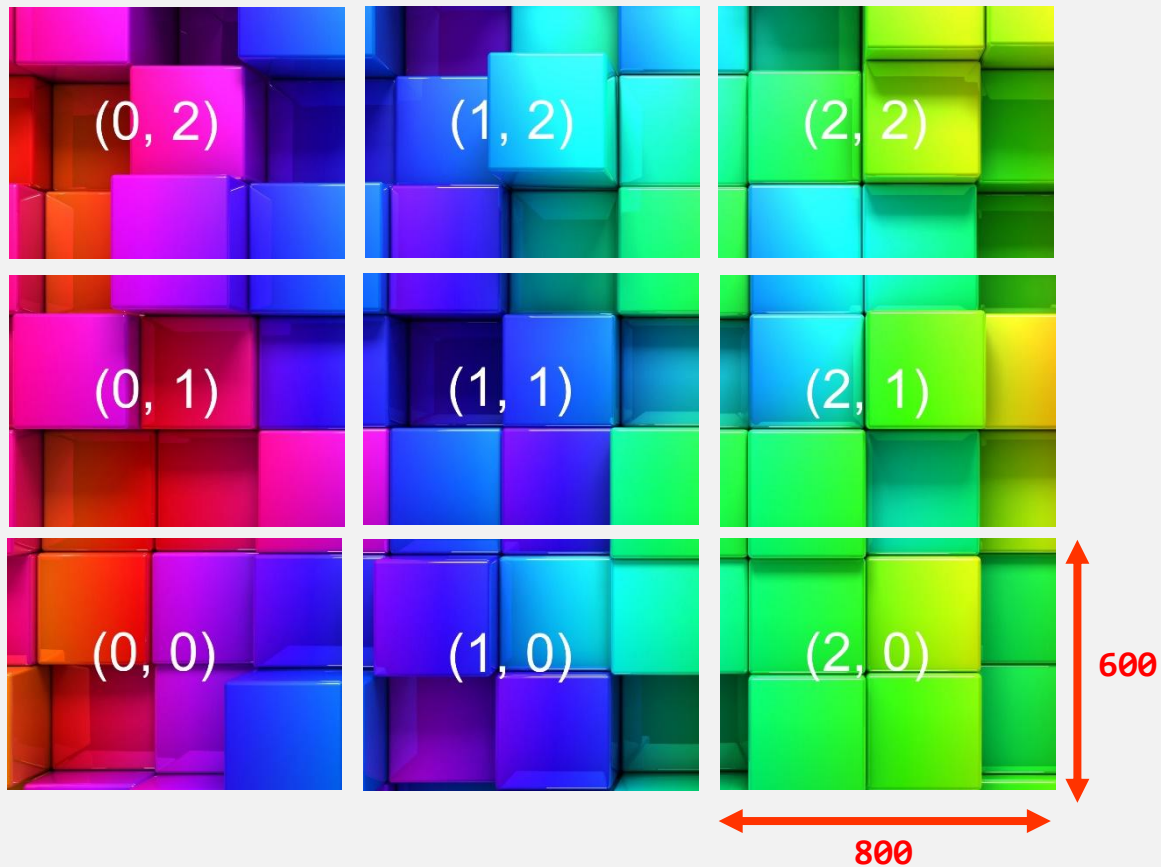 (0, 2) (1, 2) (2, 2)
(0, 1) (1, 1) (2, 1)
(0, 0) (1, 0) (2, 0)
600
800